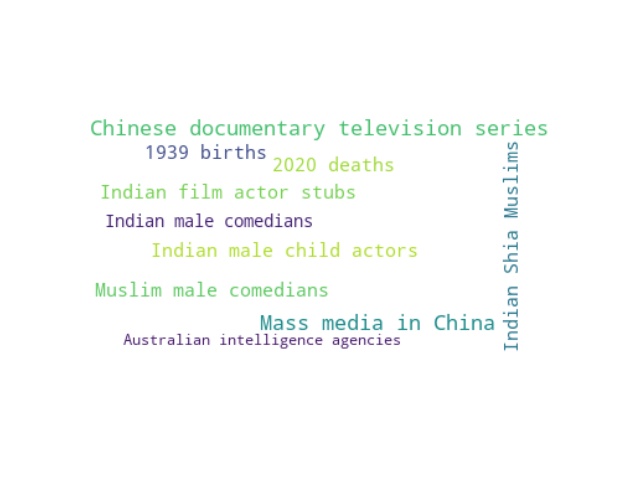 Chinese documentary television series
1939 births
2020 deaths
Indian film actor stubs
Indian male comedians
Indian male child actors
Muslim male comedians
Mass media in China
Australian intelligence agencies
Indian Shia Muslims